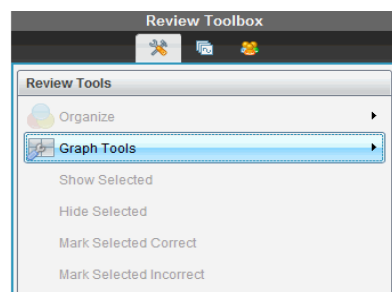 Review Toolbox
Review Tools
Organize
Graph Tools
Show Selected
Hide Selected
Mark Selected Correct
Mark Selected Incorrect